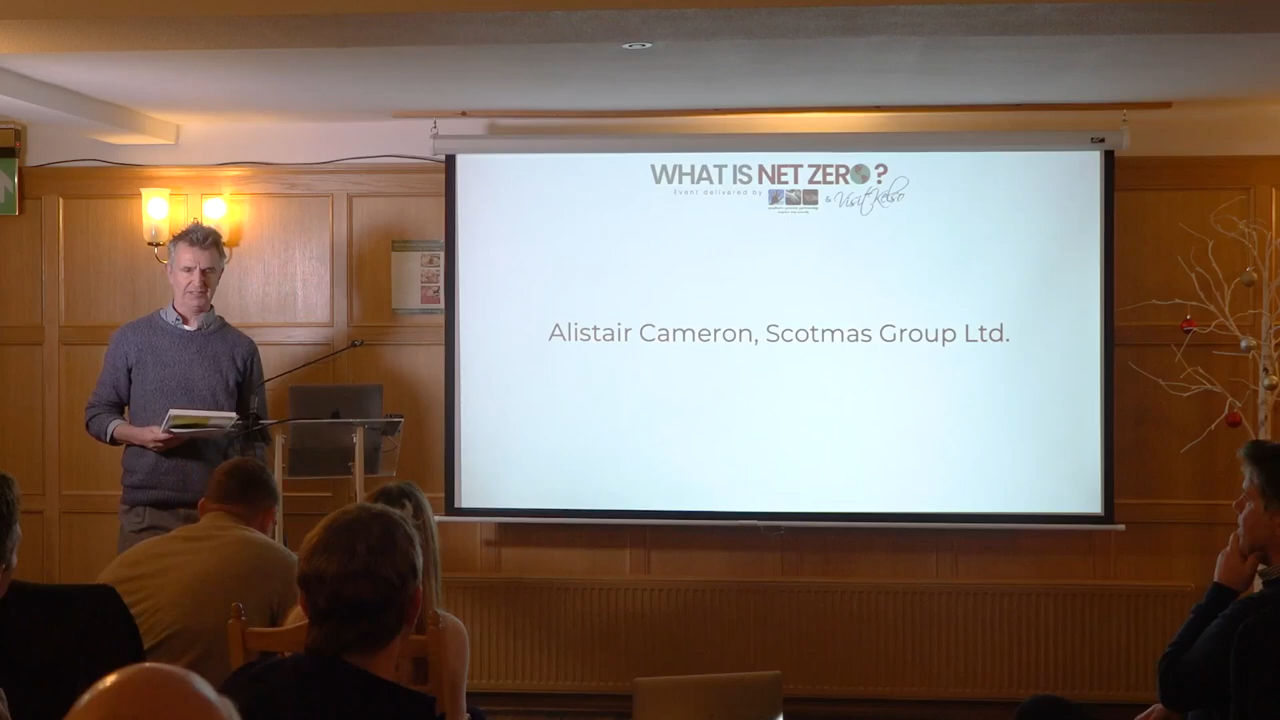 WHAT IS NET ZERO?
Event delivered by & Visit Kelso
Alistair Cameron, Scotmas Group Ltd.